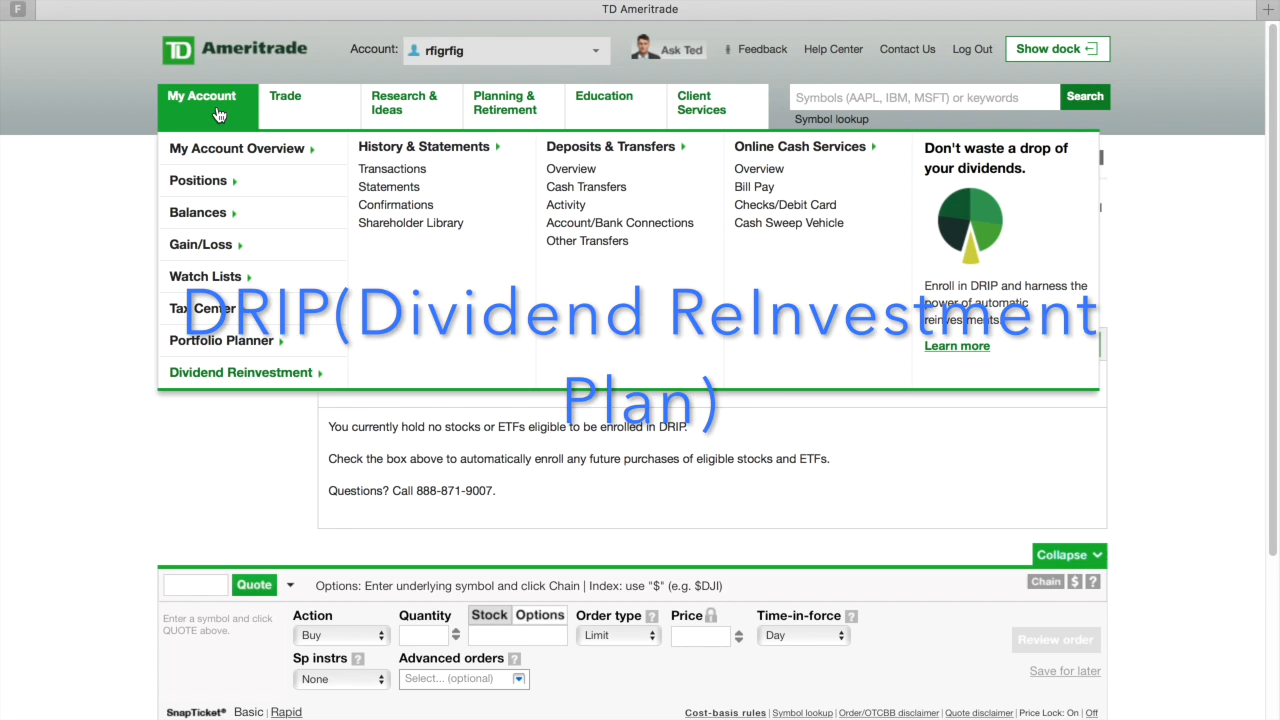 F
TD Ameritrade
TD Ameritrade
Account: rfigrfig
Ask Ted
Feedback
Help Center
Contact Us
Log Out
Show dock
My Account
Trade
Research &
Ideas
Planning &
Retirement
Education
Client
Services
Symbols (AAPL, IBM, MSFT) or keywords
Search
Symbol lookup
My Account Overview
Positions
Balances
Gain/Loss
Watch Lists
Tax Center
Portfolio Planner
Dividend Reinvestment
History & Statements
Transactions
Statements
Confirmations
Shareholder Library
Deposits & Transfers
Overview
Cash Transfers
Activity
Account/Bank Connections
Other Transfers
Online Cash Services
Overview
Bill Pay
Checks/Debit Card
Cash Sweep Vehicle
Don't waste a drop of
your dividends.
Enroll in DRIP and harness the
power of automatic
reinvestments.
Learn more
DRIP(Dividend ReInvestment
Plan)
You currently hold no stocks or ETFs eligible to be enrolled in DRIP.
Check the box above to automatically enroll any future purchases of eligible stocks and ETFs.
Questions? Call 888-871-9007.
Collapse
Quote
Options: Enter underlying symbol and click Chain | Index: use "$" (e.g. $DJI)
Chain $ ?
Enter a symbol and click
QUOTE above.
Action
Buy
Quantity
Stock Options
Order type ?
Limit
Price
Time-in-force ?
Day
Review order
Sp instrs ?
None
Advanced orders ?
Select... (optional)
Save for later
SnapTicket® Basic | Rapid
Cost-basis rules | Symbol lookup | Order/OTCBB disclaimer | Quote disclaimer | Price Lock: On | Off